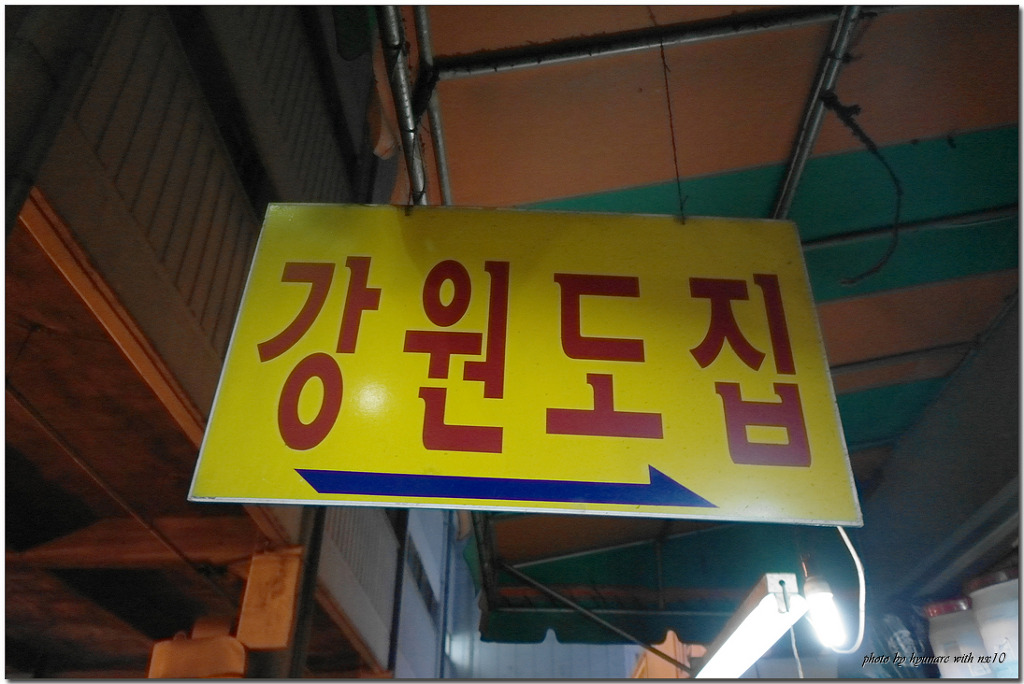 강원도집
photo by hyunarc with nx10